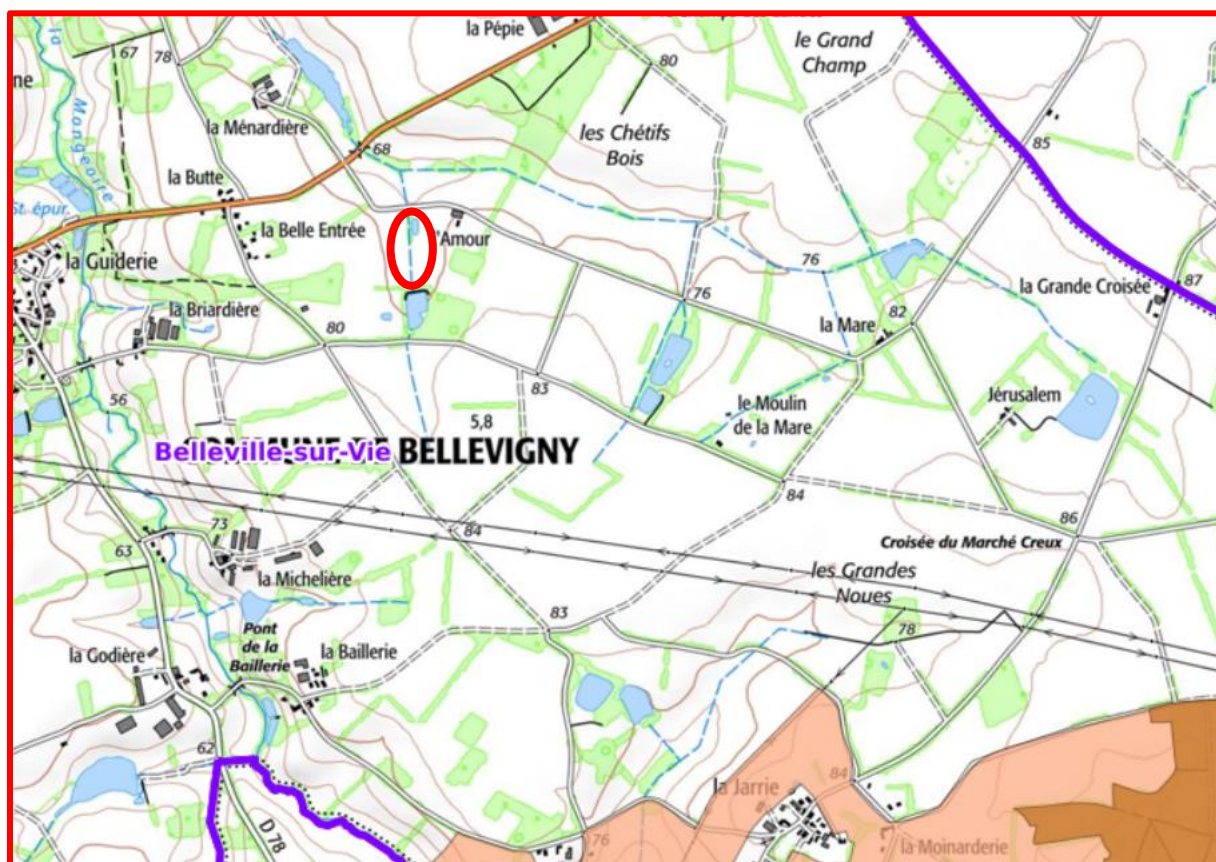 la Pépie
le Grand
Champ
67
78
80
la Mongeoire
la Ménardière
les Chétifs
Bois
68
85
la Butte
St. épur.
la Belle Entrée
'Amour
la Guiderie
76
87
la Grande Croisée
76
la Briardière
80
82
la Mare
83
Jérusalem
56
le Moulin
de la Mare
5,8
Belleville-sur-Vie BELLEVIGNY
84
73
84
86
63
Croisée du Marché Creux
la Michelière
les Grandes
Noues
83
78
Pont
de la
Baillerie
la Baillerie
la Godière
62
la Jarrie
84
D 78
76
la Moinarderie